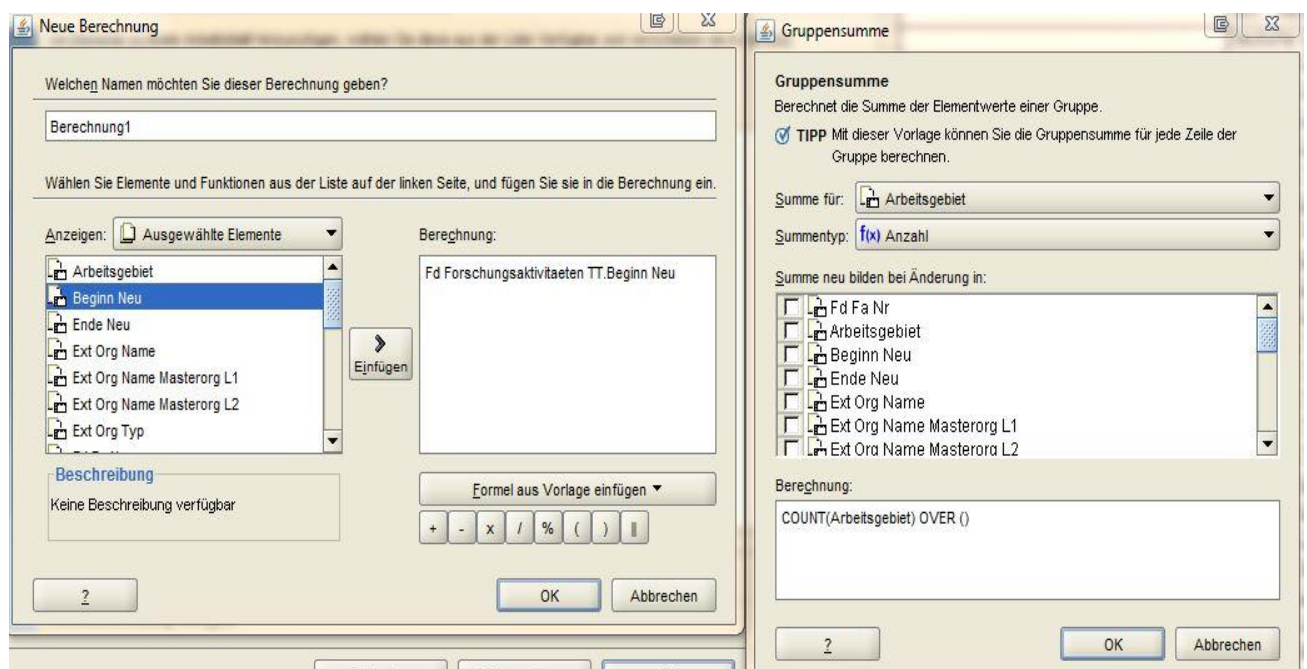 Neue Berechnung
Welchen Namen möchten Sie dieser Berechnung geben?
Berechnung1
Wählen Sie Elemente und Funktionen aus der Liste auf der linken Seite, und fügen Sie sie in die Berechnung ein.
Anzeigen: Ausgewählte Elemente
Arbeitsgebiet
Beginn Neu
Ende Neu
Ext Org Name
Ext Org Name Masterorg L1
Ext Org Name Masterorg L2
Ext Org Typ
Einfügen
Berechnung:
Fd Forschungsaktivitaeten TT.Beginn Neu
Beschreibung
Keine Beschreibung verfügbar
Formel aus Vorlage einfügen
+ - x / % ( ) ||
?
OK
Abbrechen
Gruppensumme
Gruppensumme
Berechnet die Summe der Elementwerte einer Gruppe.
TIPP Mit dieser Vorlage können Sie die Gruppensumme für jede Zeile der
Gruppe berechnen.
Summe für: Arbeitsgebiet
Summentyp: f(x) Anzahl
Summe neu bilden bei Änderung in:
Fd Fa Nr
Arbeitsgebiet
Beginn Neu
Ende Neu
Ext Org Name
Ext Org Name Masterorg L1
Ext Org Name Masterorg L2
Berechnung:
COUNT(Arbeitsgebiet) OVER ()
?
OK
Abbrechen